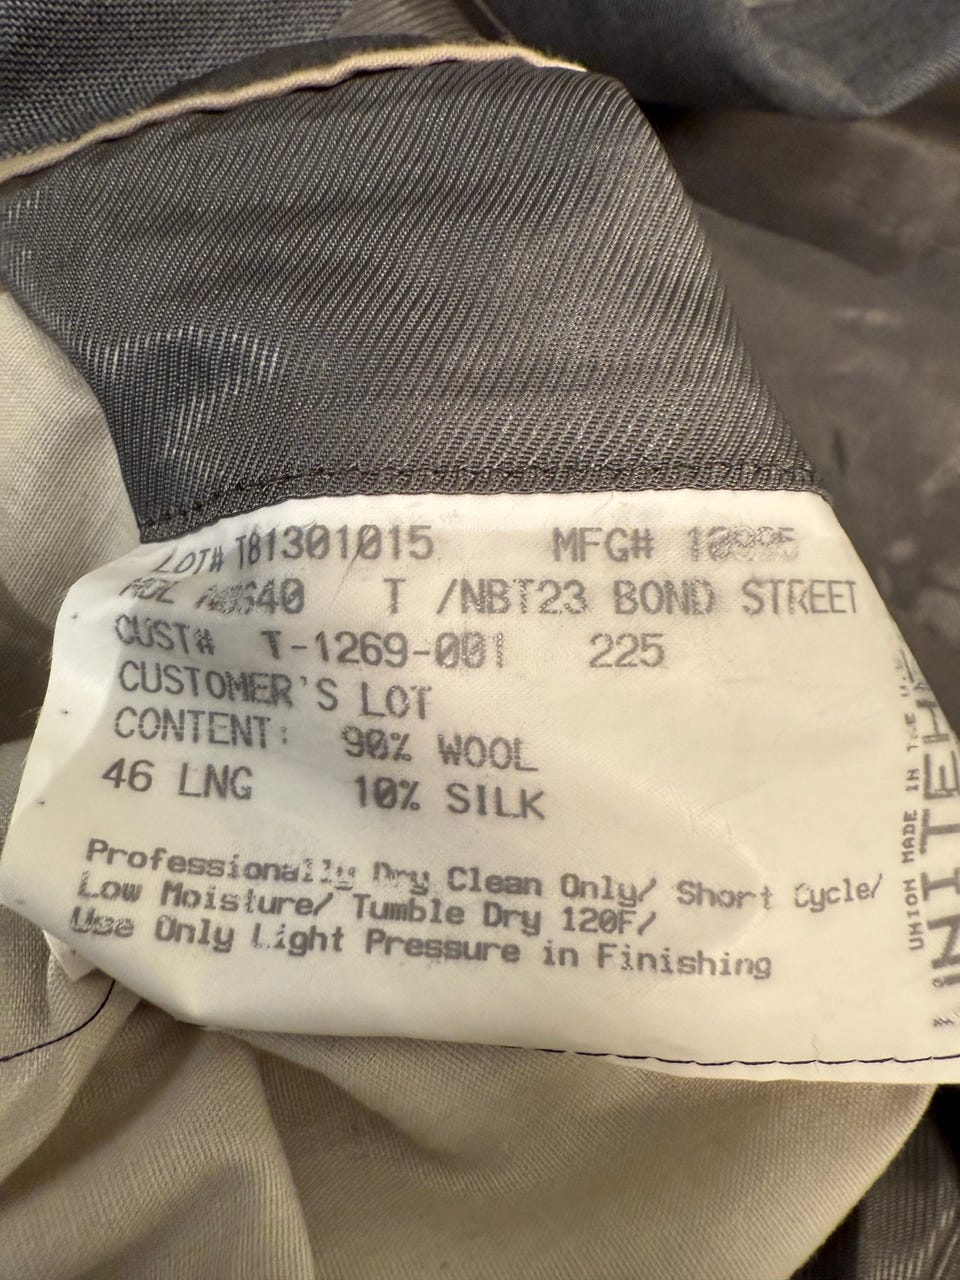 LOT# T81301015 MFG#
T /NBT23 BOND STREET
CUST# T-1269-001 225
CUSTOMER'S LOT
CONTENT: 90% WOOL
46 LNG 10% SILK
Professionally Dry Clean Only/ Short Cycle/
Low Moisture/ Tumble Dry 120F/
Use Only Light Pressure in Finishing
UNION MADE IN THE